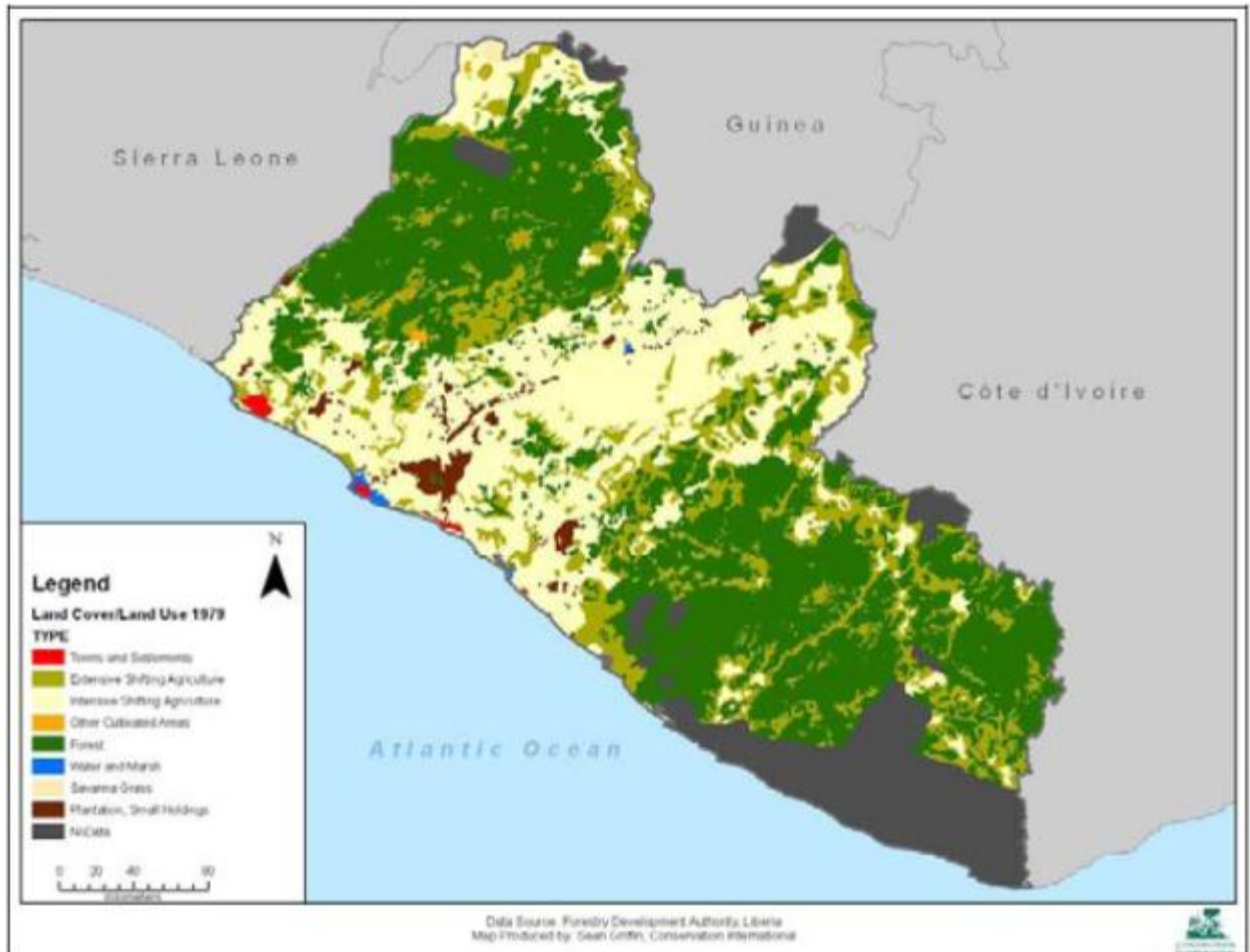 Guinea
Sierra Leone
Côte d'Ivoire
Atlantic Ocean
N
Legend
Land Cover/Land Use 1979
TYPE
Towns and Settlements
Extensive Shifting Agriculture
Intensive Shifting Agriculture
Other Cultivated Areas
Forest
Water and Marsh
Savanna Grass
Plantation, Small Holdings
NoData
0 20 40 80
Kilometers
Data Source: Forestry Development Authority, Liberia
Map Produced by: Sean Griffin, Conservation International